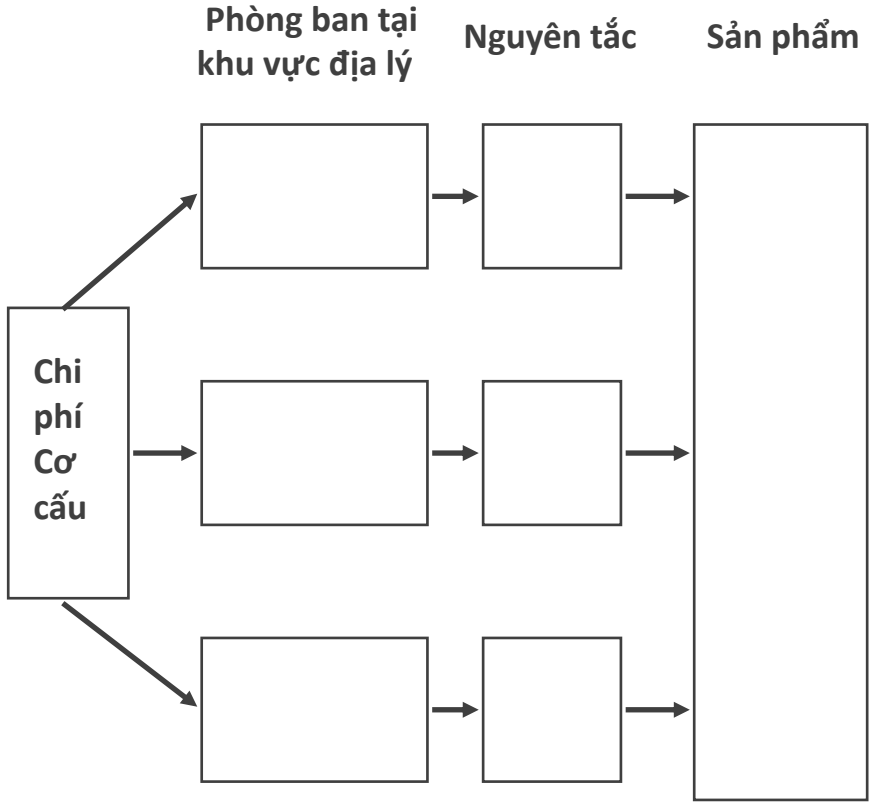 Phòng ban tại
khu vực địa lý
Nguyên tắc
Sản phẩm
Chi
phí
Cơ
cấu